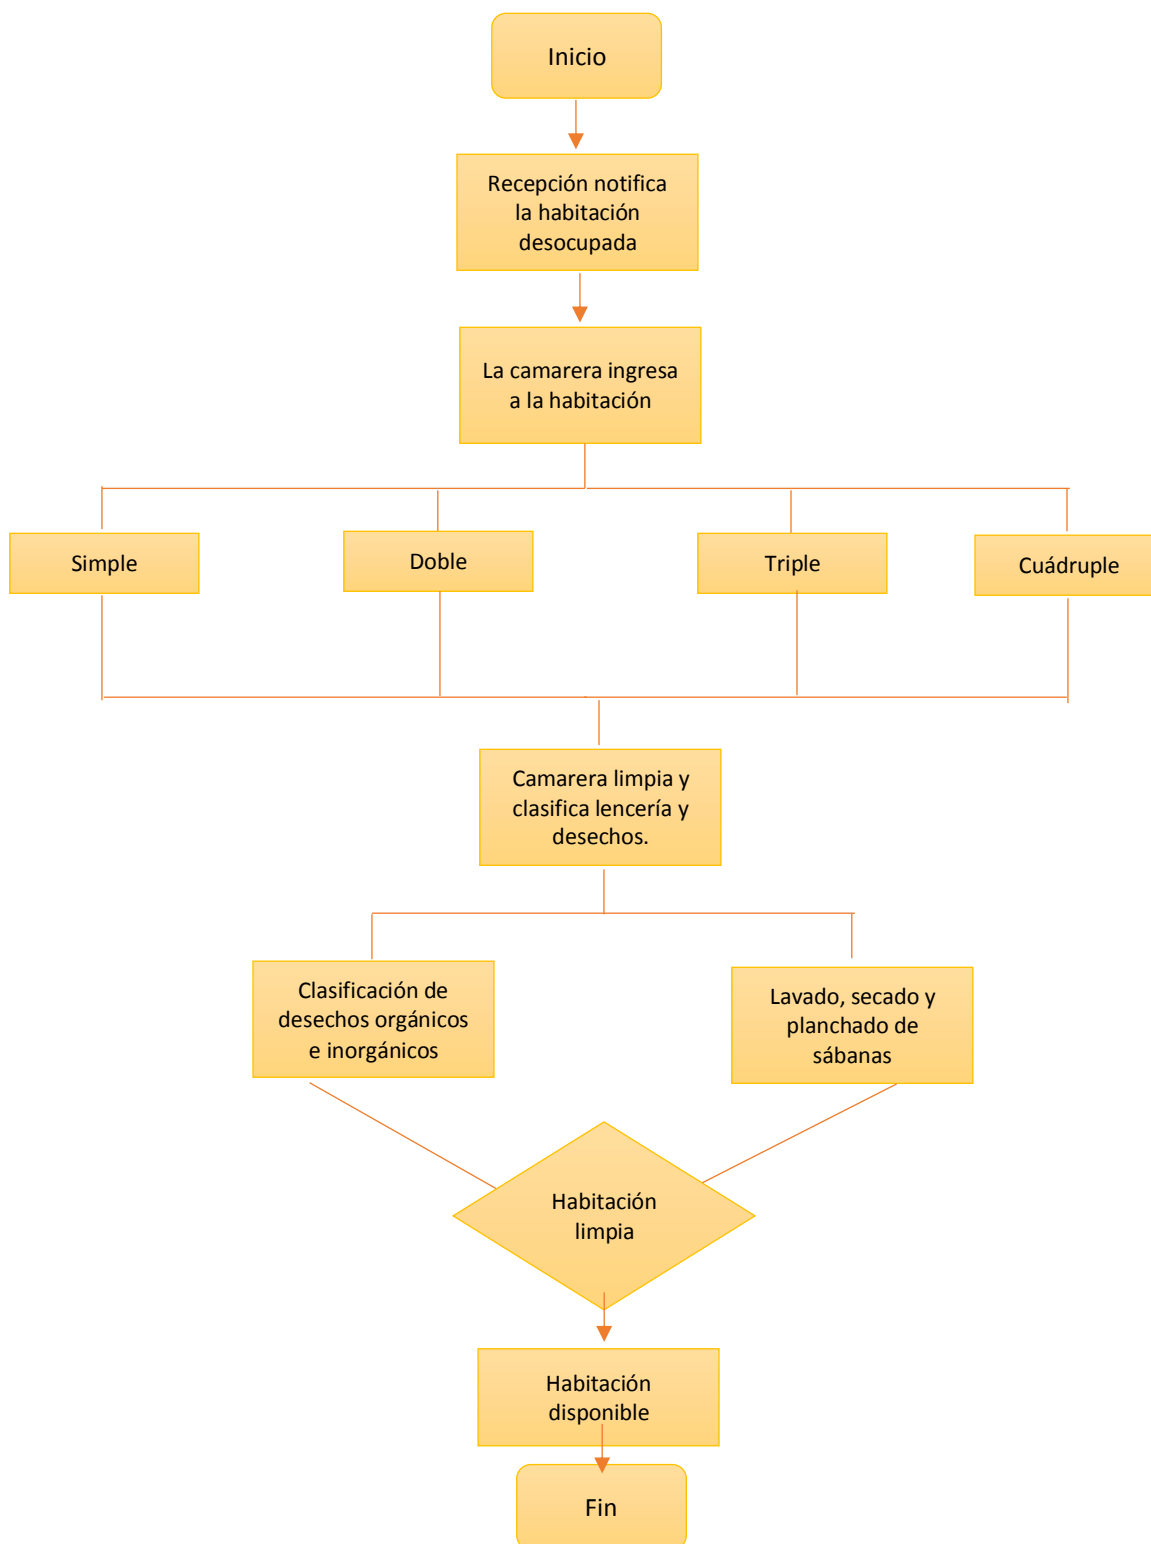 Inicio
Recepción notifica
la habitación
desocupada
La camarera ingresa
a la habitación
Simple
Doble
Triple
Cuádruple
Camarera limpia y
clasifica lencería y
desechos.
Clasificación de
desechos orgánicos
e inorgánicos
Lavado, secado y
planchado de
sábanas
Habitación
limpia
Habitación
disponible
Fin